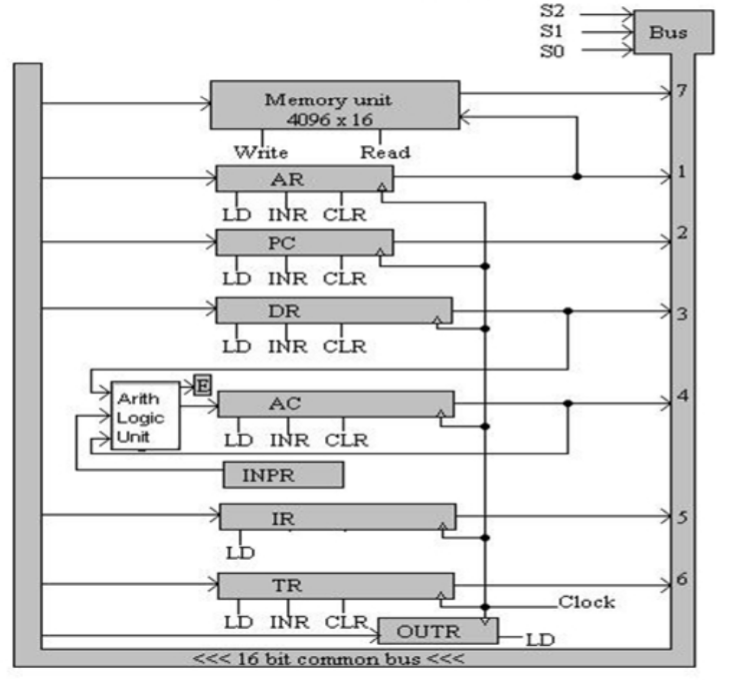 S2
S1
S0
Bus
7
Memory unit
4096 x 16
Write Read
1
AR
LD INR CLR
2
PC
LD INR CLR
3
DR
LD INR CLR
E
4
Arith
Logic
Unit
AC
LD INR CLR
INPR
5
IR
LD
6
TR
LD INR CLR
Clock
OUTR
LD
<<< 16 bit common bus <<<